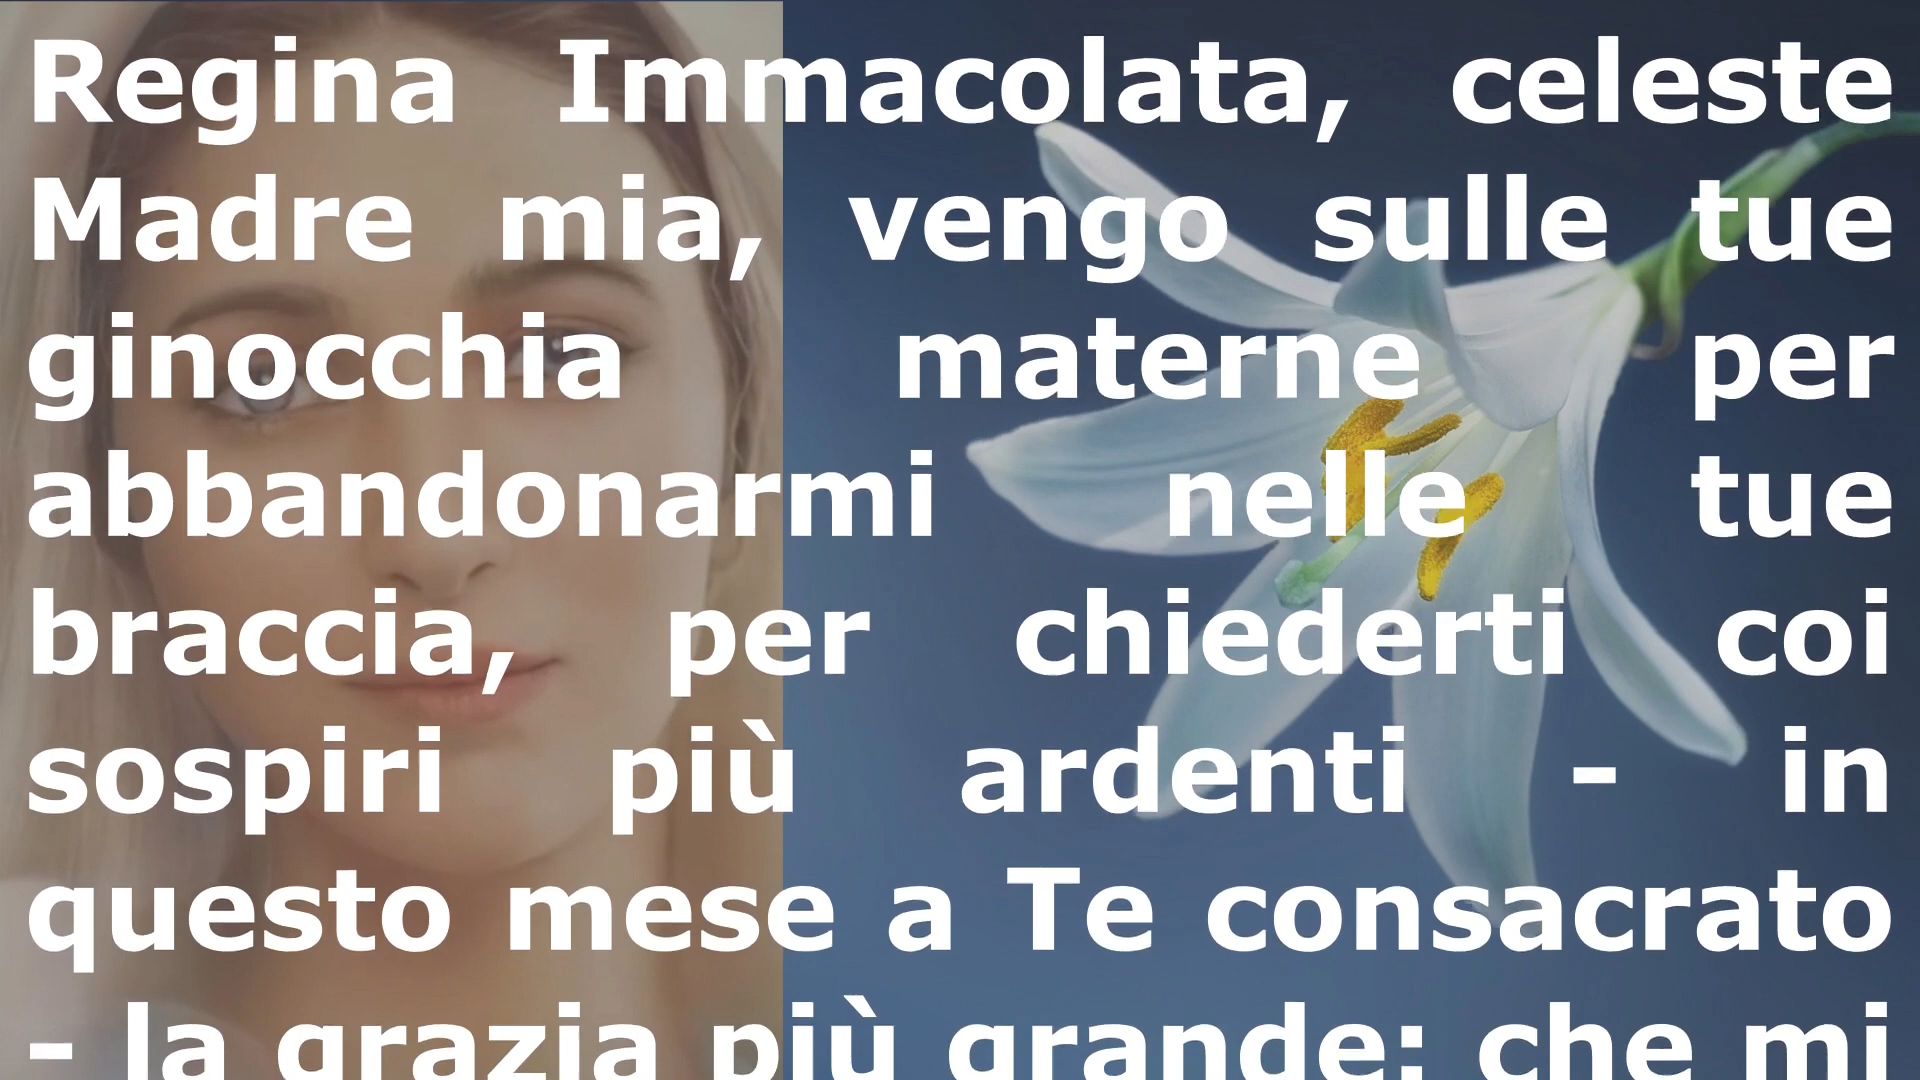 Regina Immacolata, celeste
Madre mia, vengo sulle tue
ginocchia materne per
abbandonarmi nelle tue
braccia, per chiederti coi
sospiri più ardenti - in
questo mese a Te consacrato
- la grazia più grande: che mi